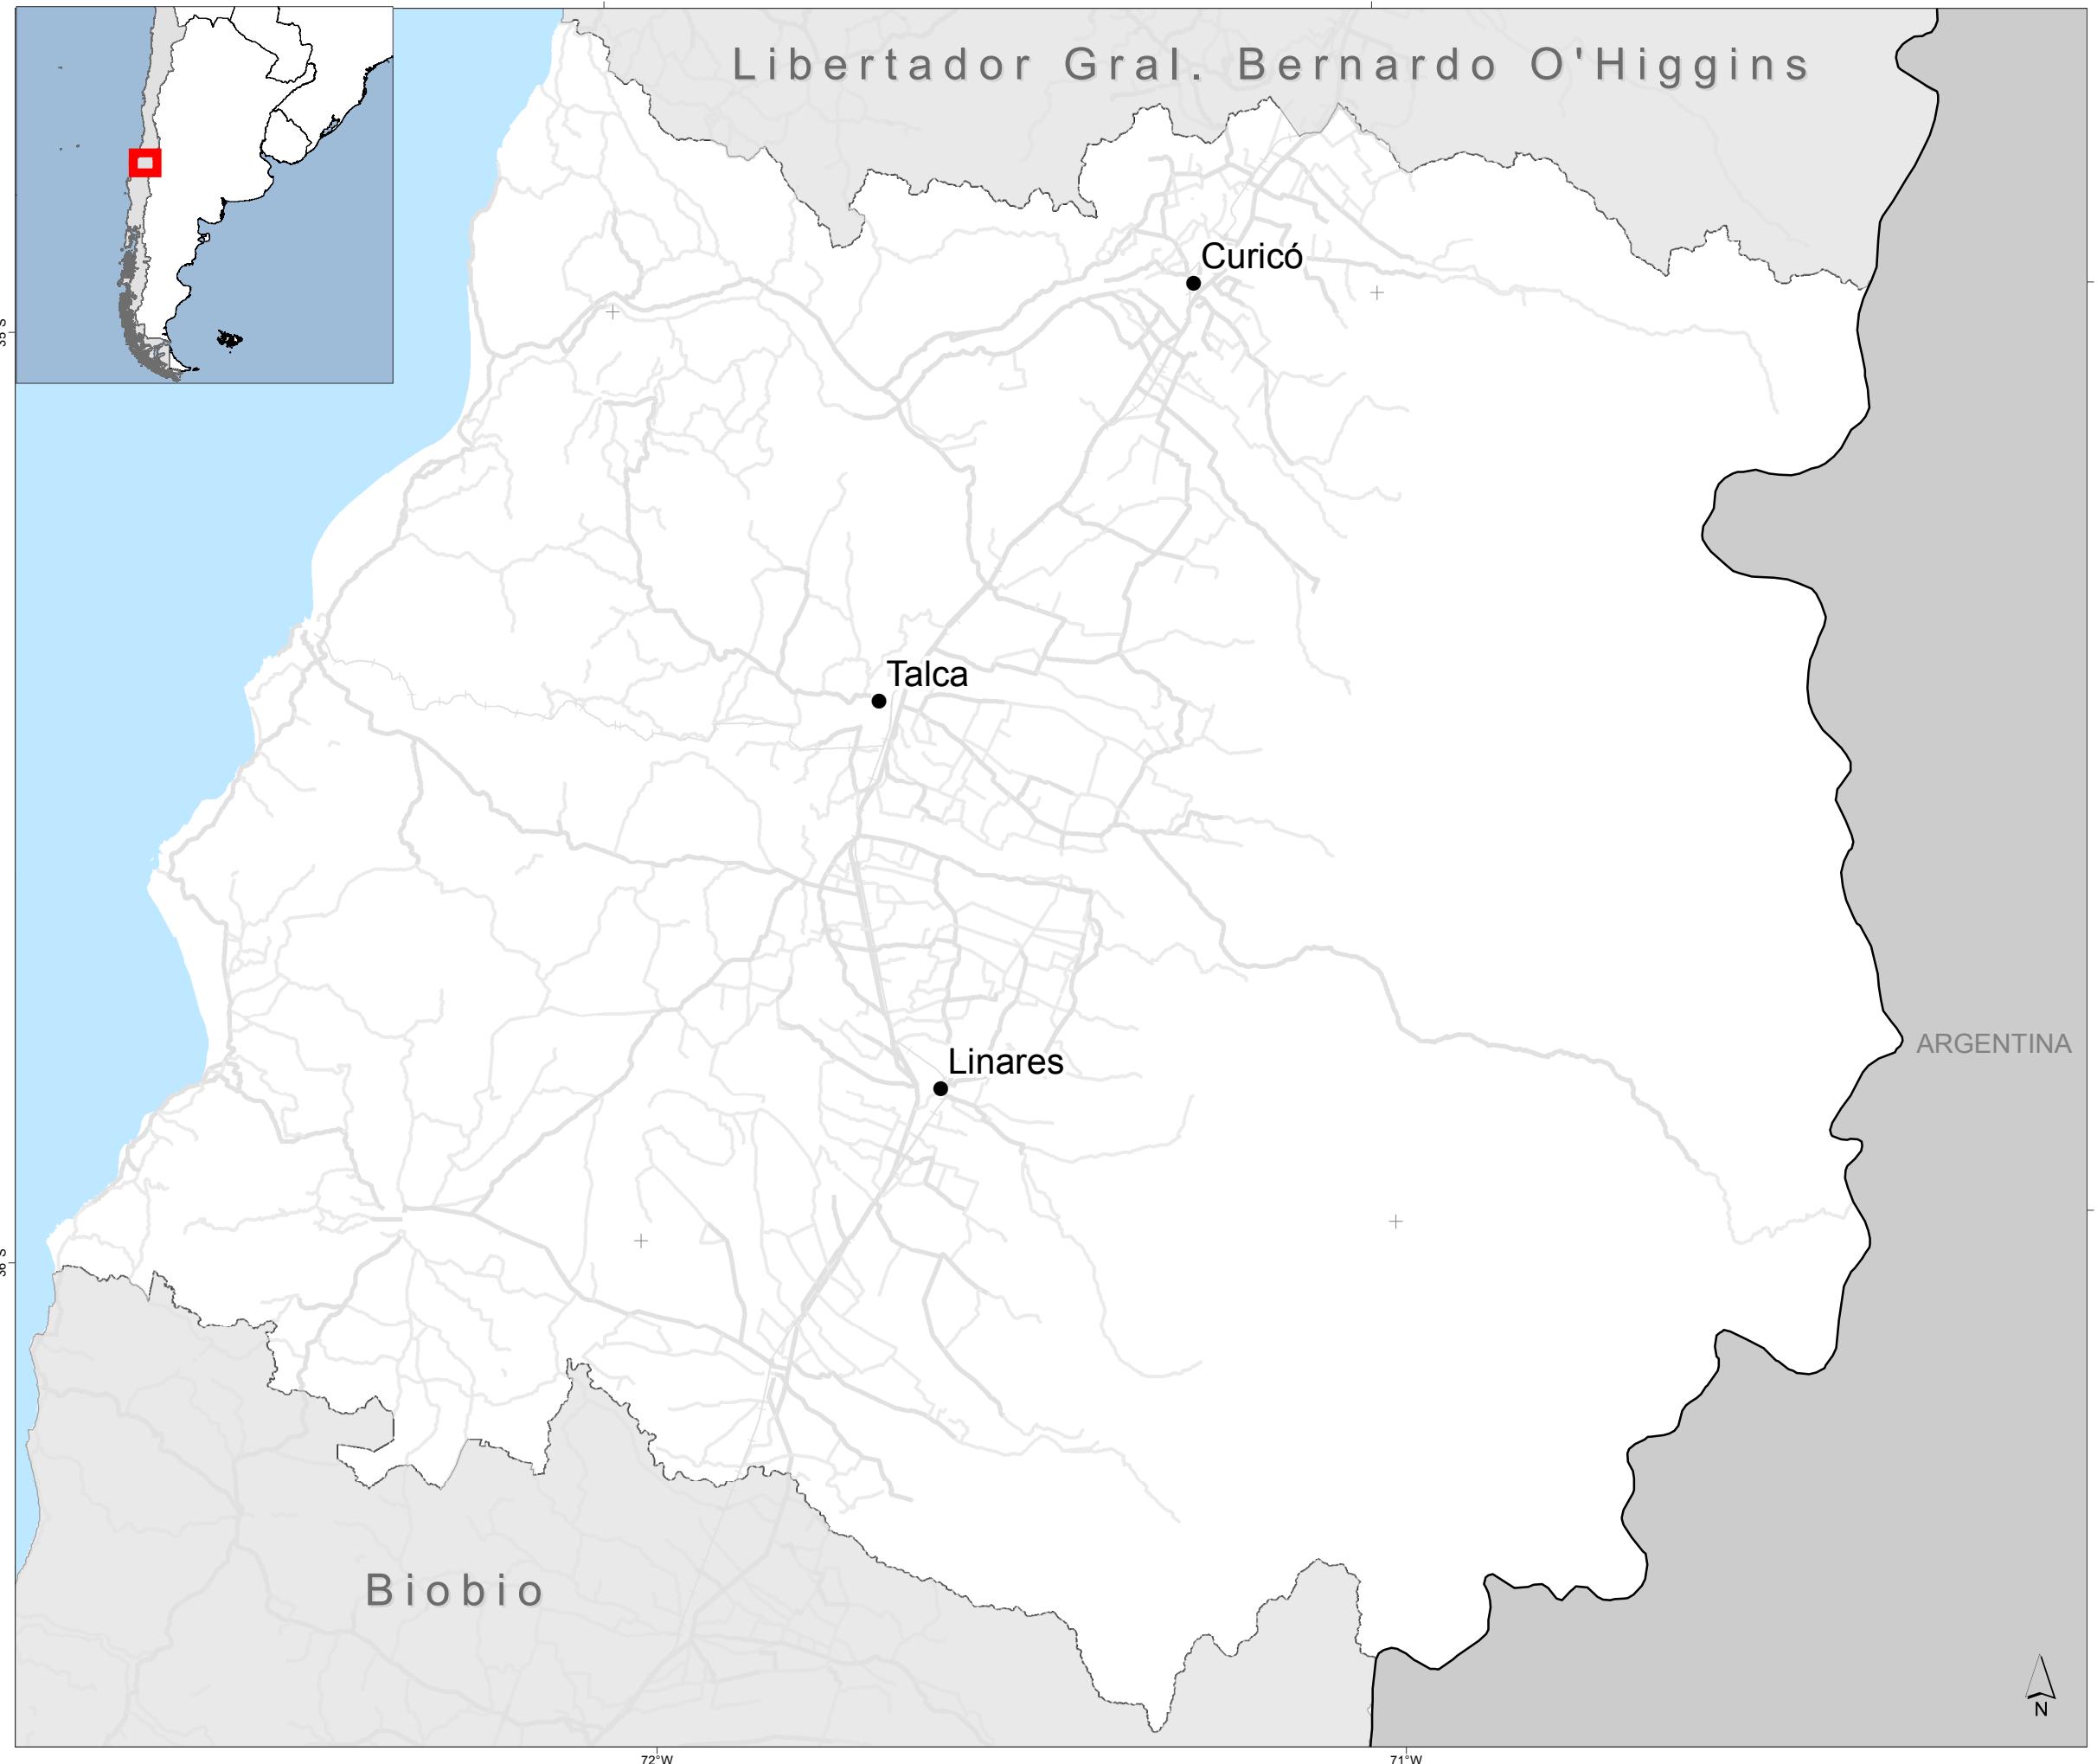 Libertador Gral. Bernardo O'Higgins
Curicó
Talca
Linares
ARGENTINA
Biobio
N
72°W
71°W